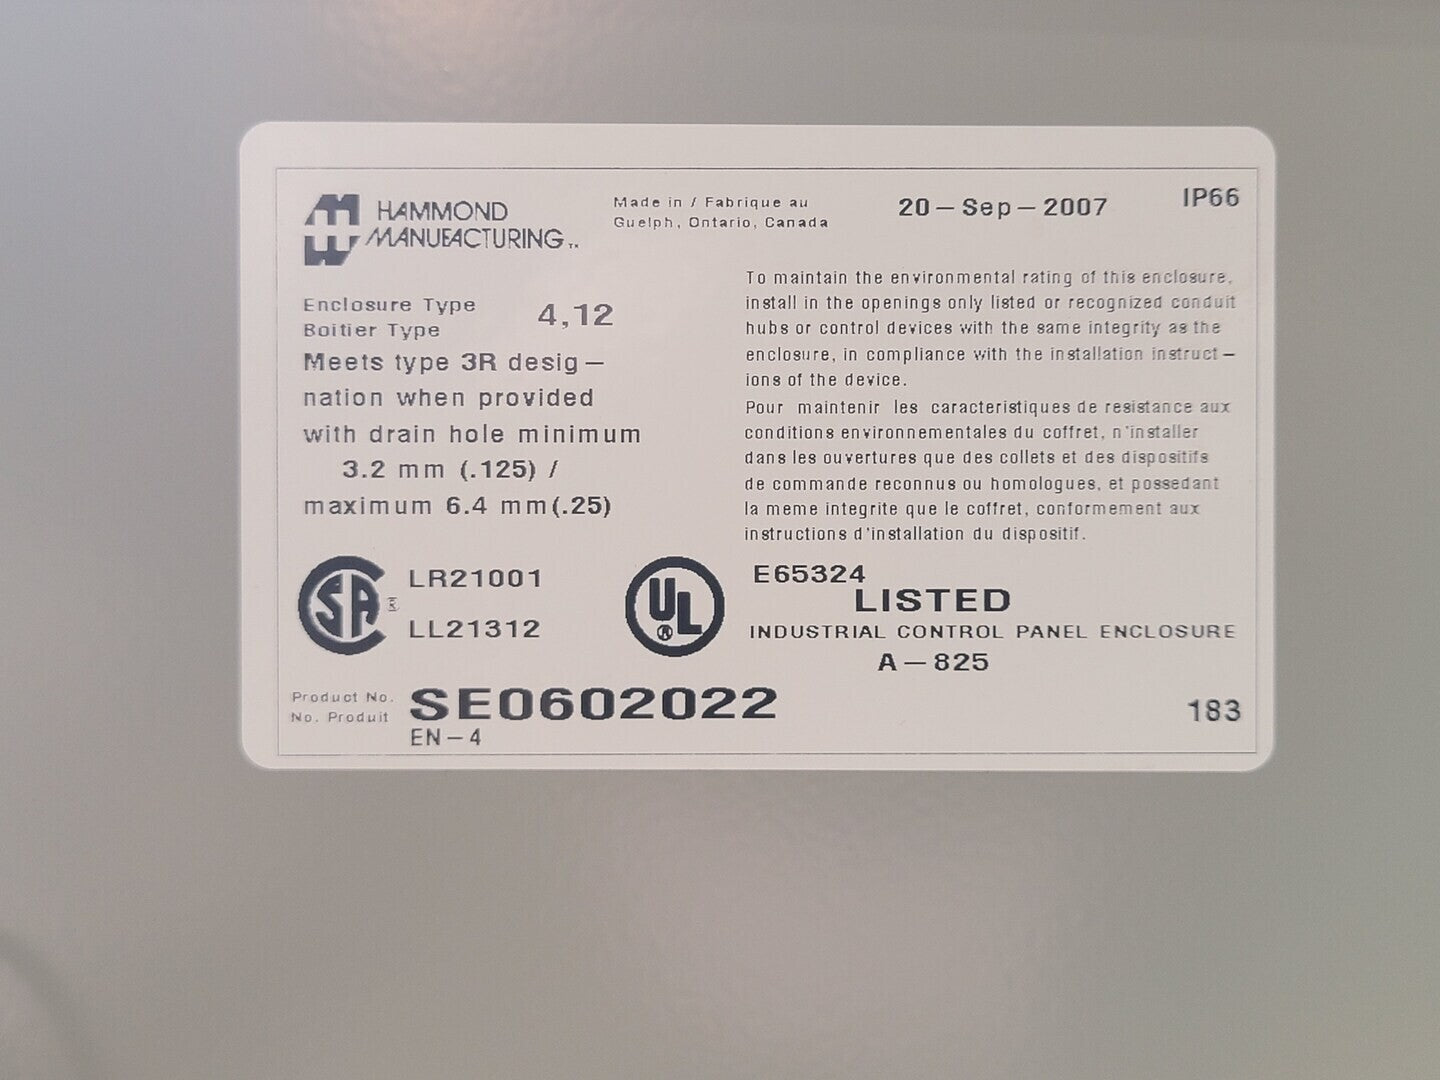 HAMMOND
MANUFACTURING™
Made in / Fabrique au
Guelph, Ontario, Canada
20-Sep-2007
IP66
Enclosure Type
Boitier Type
4,12
Meets type 3R desig-
nation when provided
with drain hole minimum
3.2 mm (.125) /
maximum 6.4 mm(.25)
To maintain the environmental rating of this enclosure,
install in the openings only listed or recognized conduit
hubs or control devices with the same integrity as the
enclosure, in compliance with the installation instruct-
ions of the device.
Pour maintenir les caracteristiques de resistance aux
conditions environnementales du coffret, n'installer
dans les ouvertures que des collets et des dispositifs
de commande reconnus ou homologues, et possedant
la meme integrite que le coffret, conformement aux
instructions d'installation du dispositif.
SA
LR21001
LL21312
UL
®
E65324
LISTED
INDUSTRIAL CONTROL PANEL ENCLOSURE
A-825
Product No.
No. Produit
SE0602022
EN-4
183